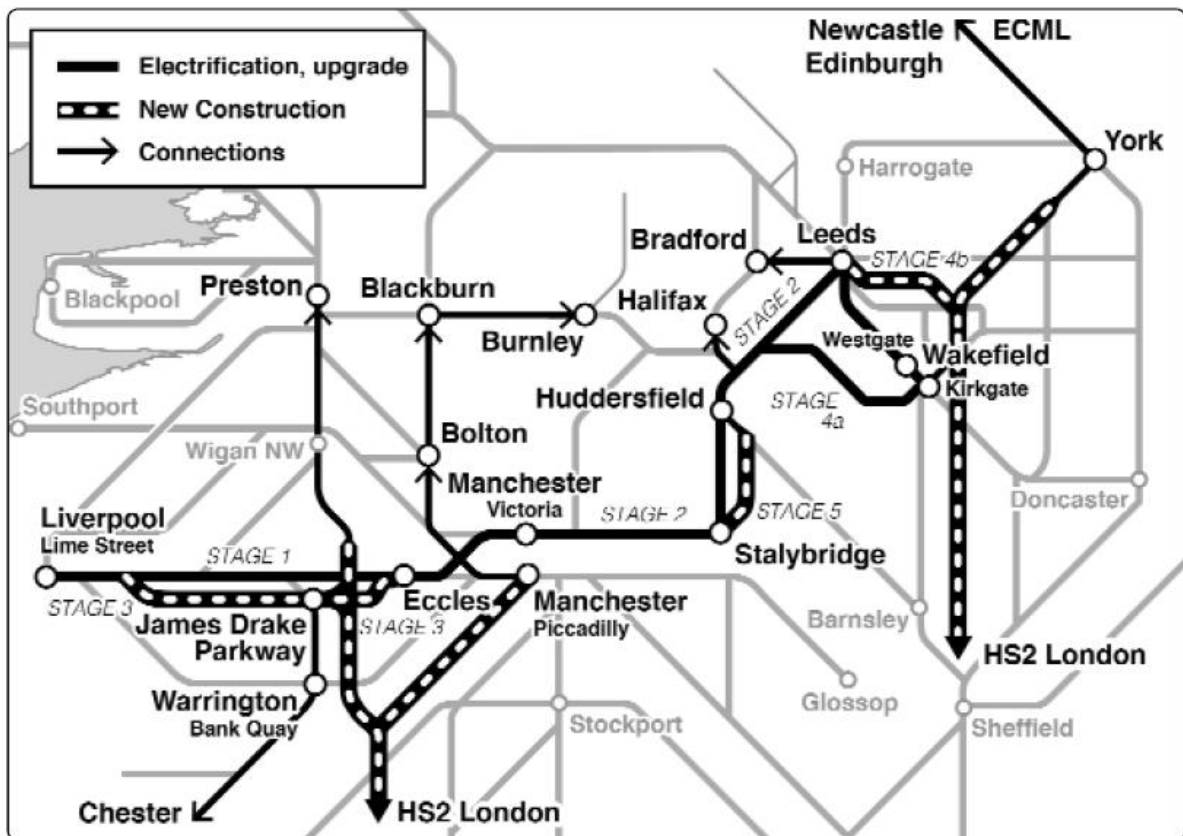 Electrification, upgrade
New Construction
Connections
Newcastle
ECML
Edinburgh
York
Harrogate
Bradford
Leeds
STAGE 4b
Preston
Blackburn
Halifax
STAGE 2
Blackpool
Burnley
Westgate
Wakefield
Kirkgate
Huddersfield
STAGE
4a
Southport
Wigan NW
Bolton
Manchester
Victoria
Doncaster
Liverpool
Lime Street
STAGE 1
STAGE 2
STAGE 5
Stalybridge
STAGE 3
Eccles
Manchester
Piccadilly
James Drake
Parkway
STAGE 3
Barnsley
HS2 London
Warrington
Bank Quay
Glossop
Stockport
Sheffield
Chester
HS2 London